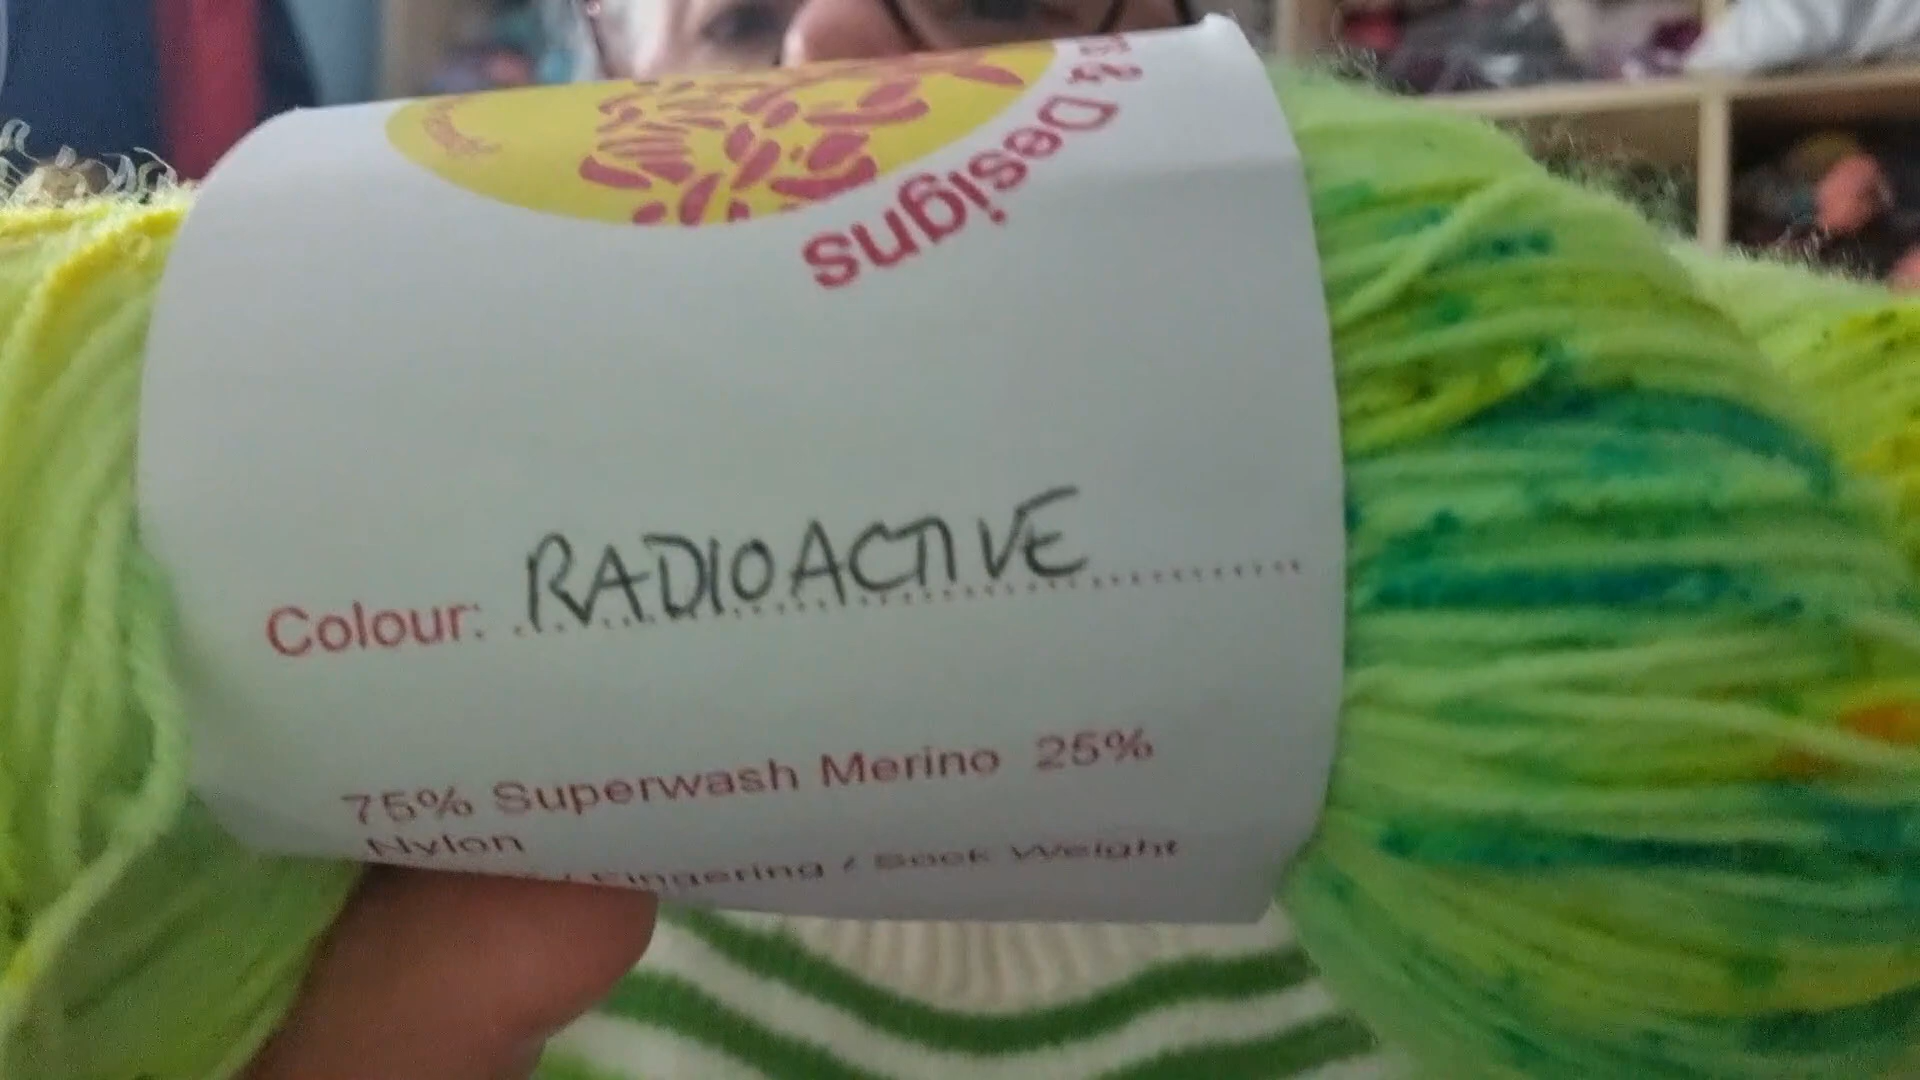 Designs
Colour: RADIOACTIVE
75% Superwash Merino 25%
Nylon
/ Fingering / Sock Weight